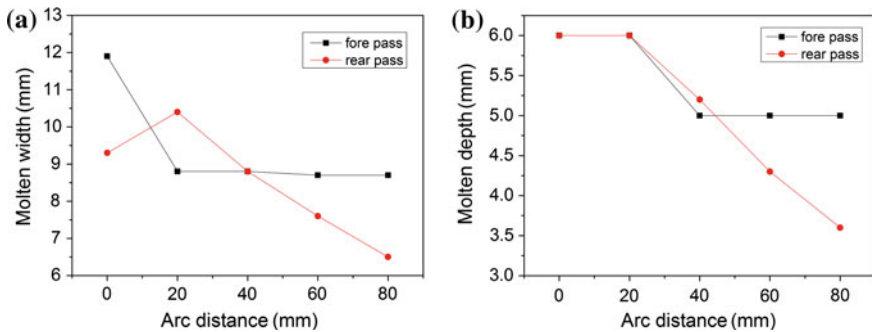 (a)
fore pass
rear pass
Molten width (mm)
13
12
11
10
9
8
7
6
0 20 40 60 80
Arc distance (mm)
(b)
fore pass
rear pass
Molten depth (mm)
6.0
5.5
5.0
4.5
4.0
3.5
3.0
0 20 40 60 80
Arc distance (mm)